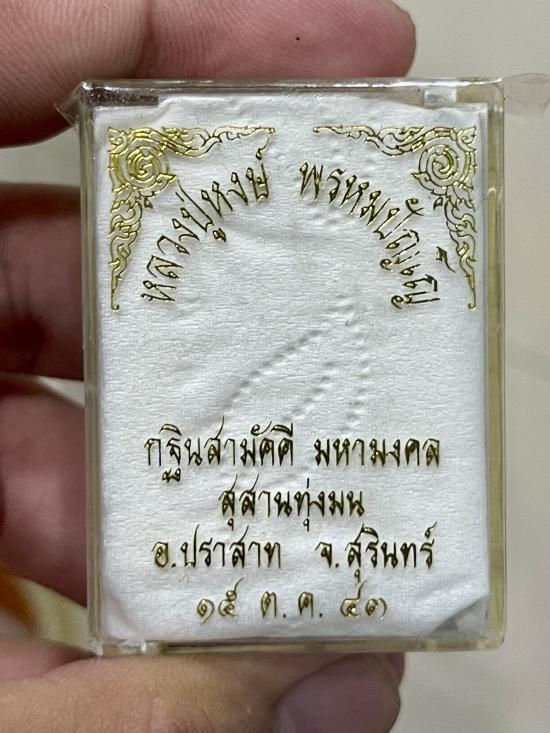 หลวงปู่หงษ์ พรหมปัญโญ
กฐินสามัคคี มหามงคล
สุสานทุ่งมน
อ.ปราสาท จ.สุรินทร์
๑๕ ต.ค. ๔๓